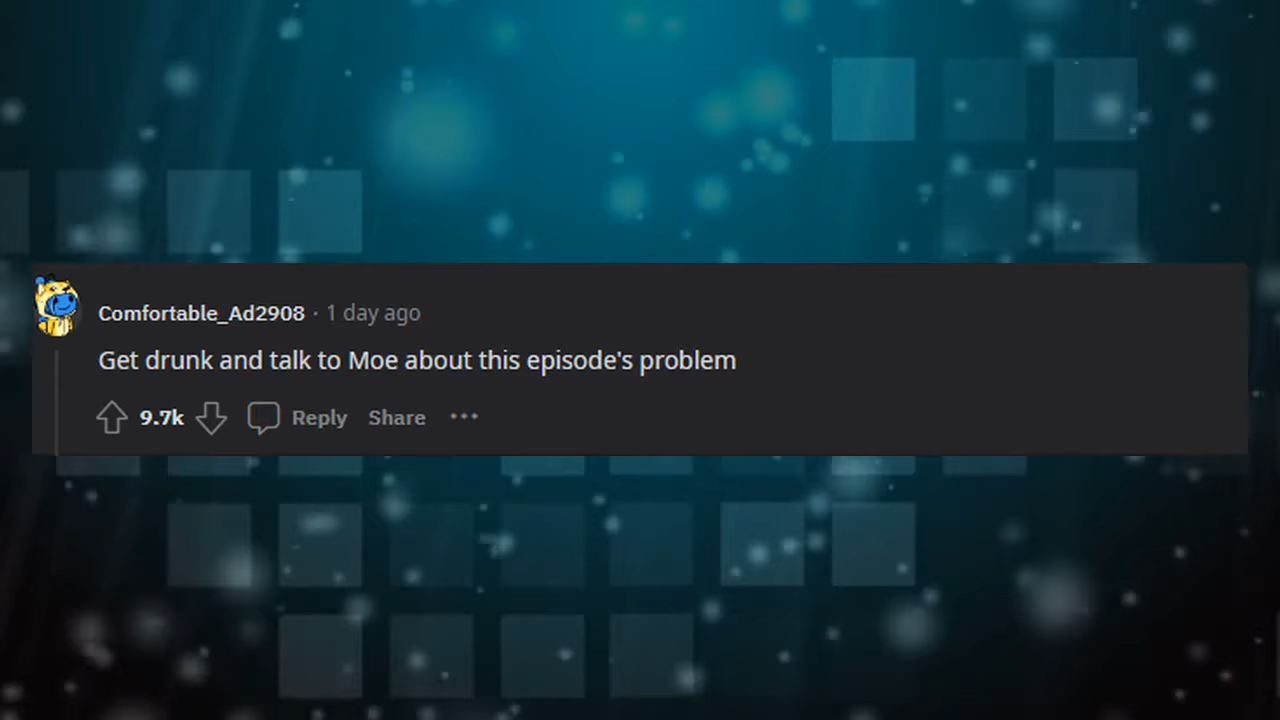 Comfortable_Ad2908 · 1 day ago
Get drunk and talk to Moe about this episode's problem
9.7k Reply Share ···